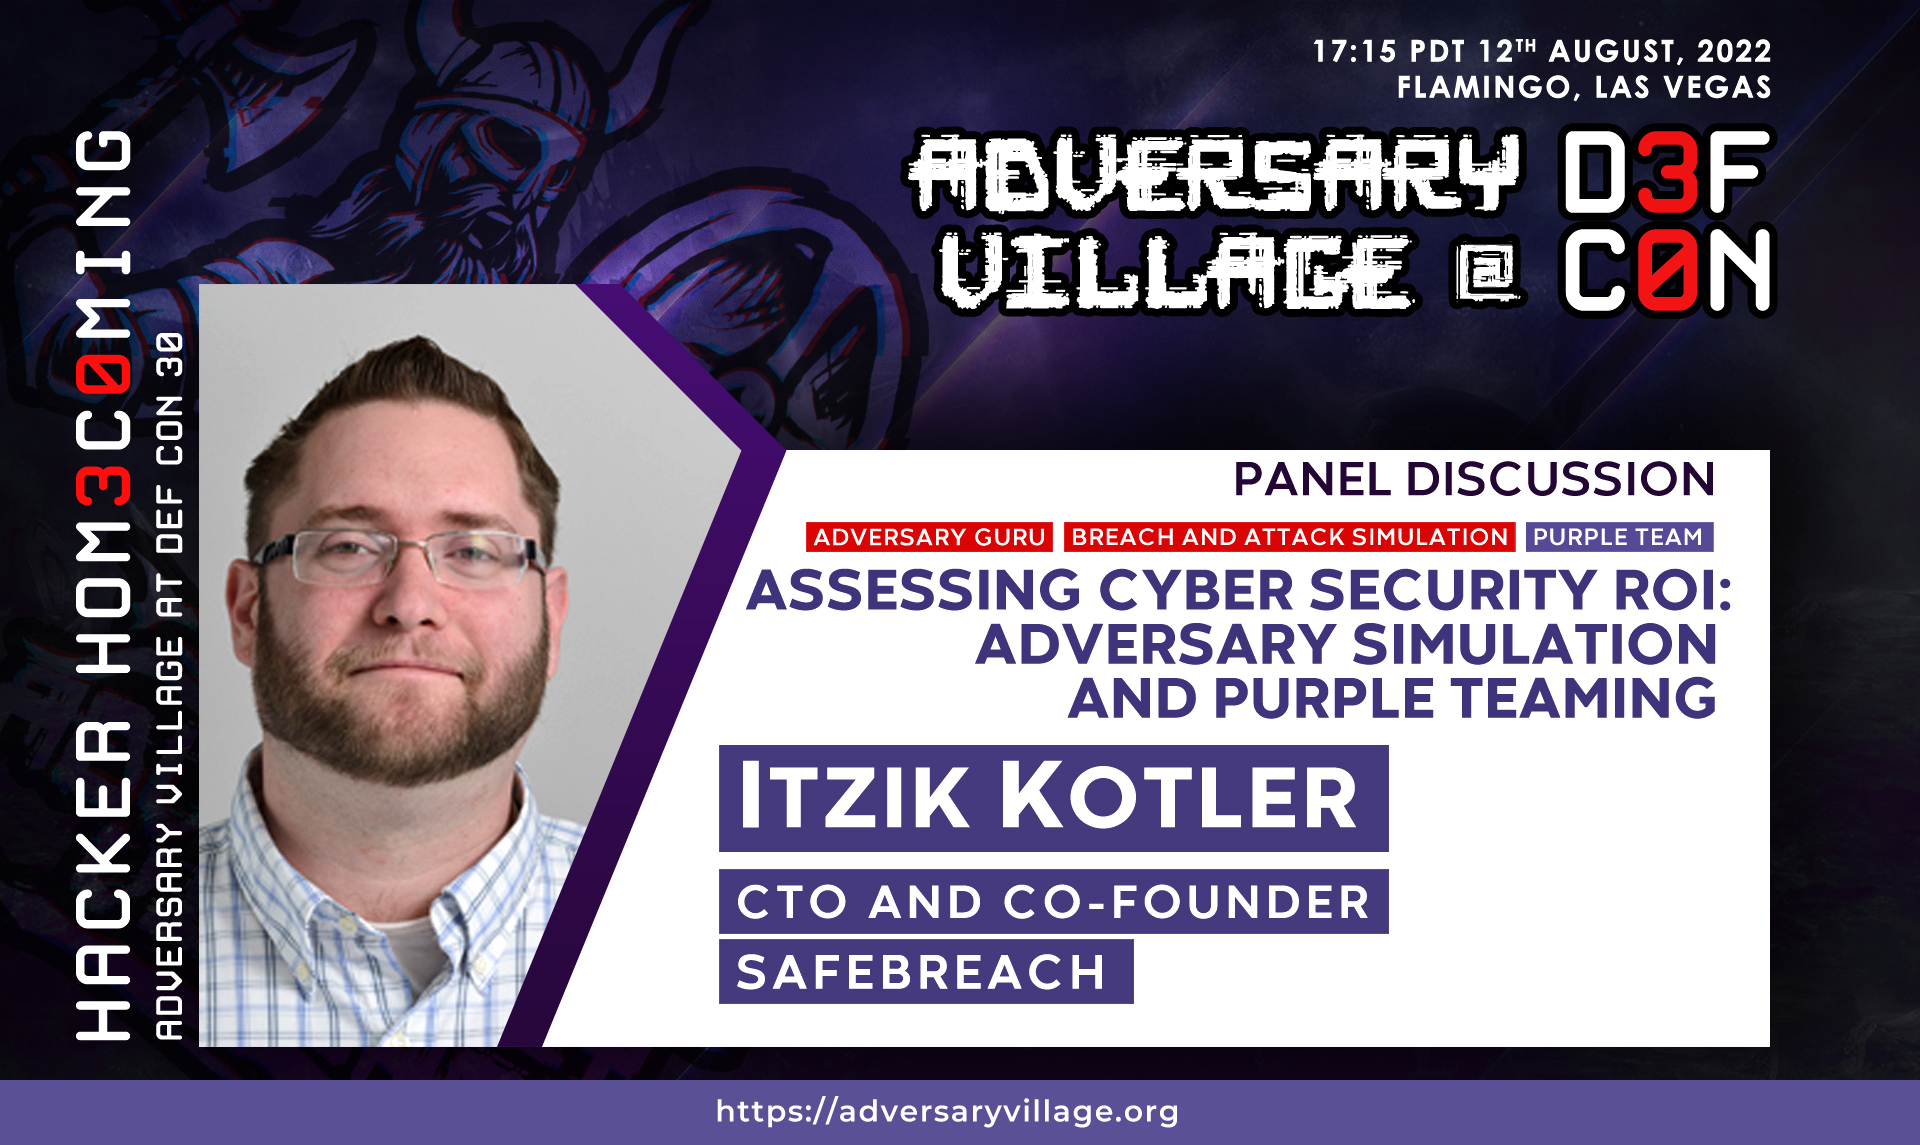 17:15 PDT 12TH AUGUST, 2022
FLAMINGO, LAS VEGAS
ADVERSARY D3F
VILLAGE @ C0N
HACKER HOM3C0MING
ADVERSARY VILLAGE AT DEF CON 30
PANEL DISCUSSION
ADVERSARY GURU BREACH AND ATTACK SIMULATION PURPLE TEAM
ASSESSING CYBER SECURITY ROI:
ADVERSARY SIMULATION
AND PURPLE TEAMING
ITZIK KOTLER
CTO AND CO-FOUNDER
SAFEBREACH
https://adversaryvillage.org